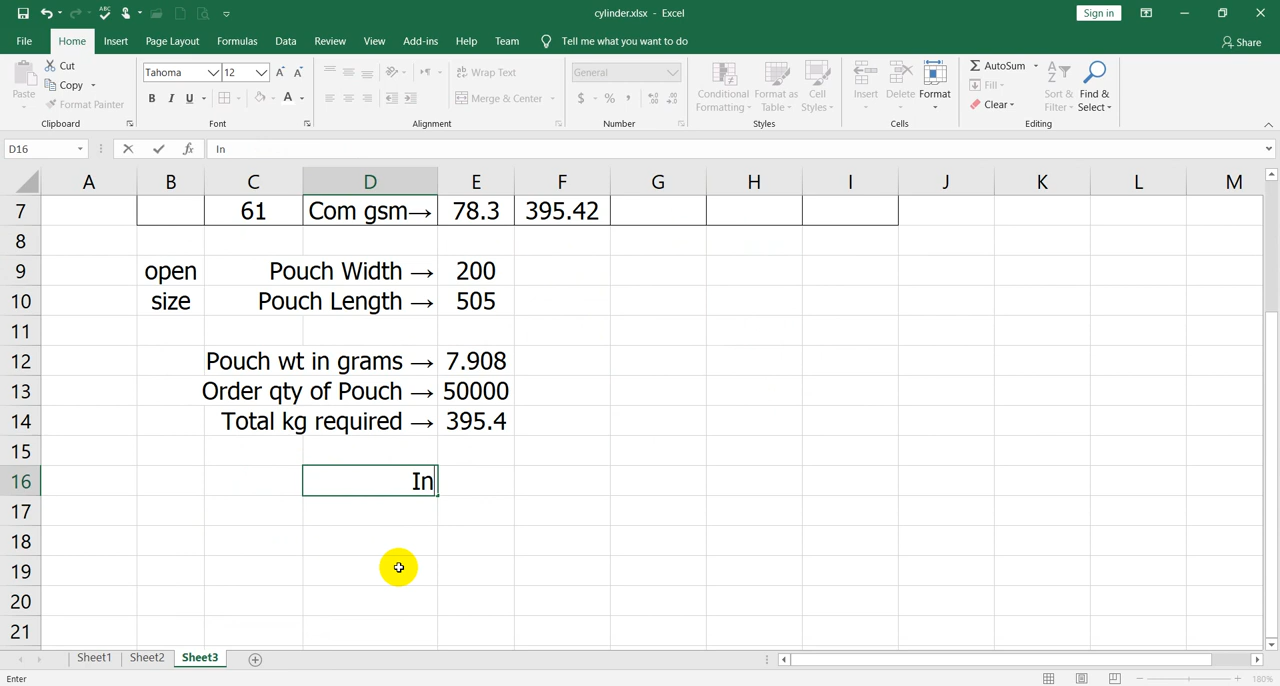 cylinder.xlsx - Excel
Sign in
File Home Insert Page Layout Formulas Data Review View Add-ins Help Team Tell me what you want to do
Share
Paste
Cut
Copy
Format Painter
Clipboard
Tahoma 12
B I U
Font
Wrap Text
Merge & Center
Alignment
General
$ % ,
Number
Conditional Formatting
Format as Table
Cell Styles
Styles
Insert Delete Format
Cells
AutoSum
Fill
Clear
Sort & Filter
Find & Select
Editing
D16 In
A B C D E F G H I J K L M
7 61 Com gsm→ 78.3 395.42
8
9 open Pouch Width → 200
10 size Pouch Length → 505
11
12 Pouch wt in grams → 7.908
13 Order qty of Pouch → 50000
14 Total kg required → 395.4
15
16 In
17
18
19
20
21
Sheet1 Sheet2 Sheet3
Enter
180%